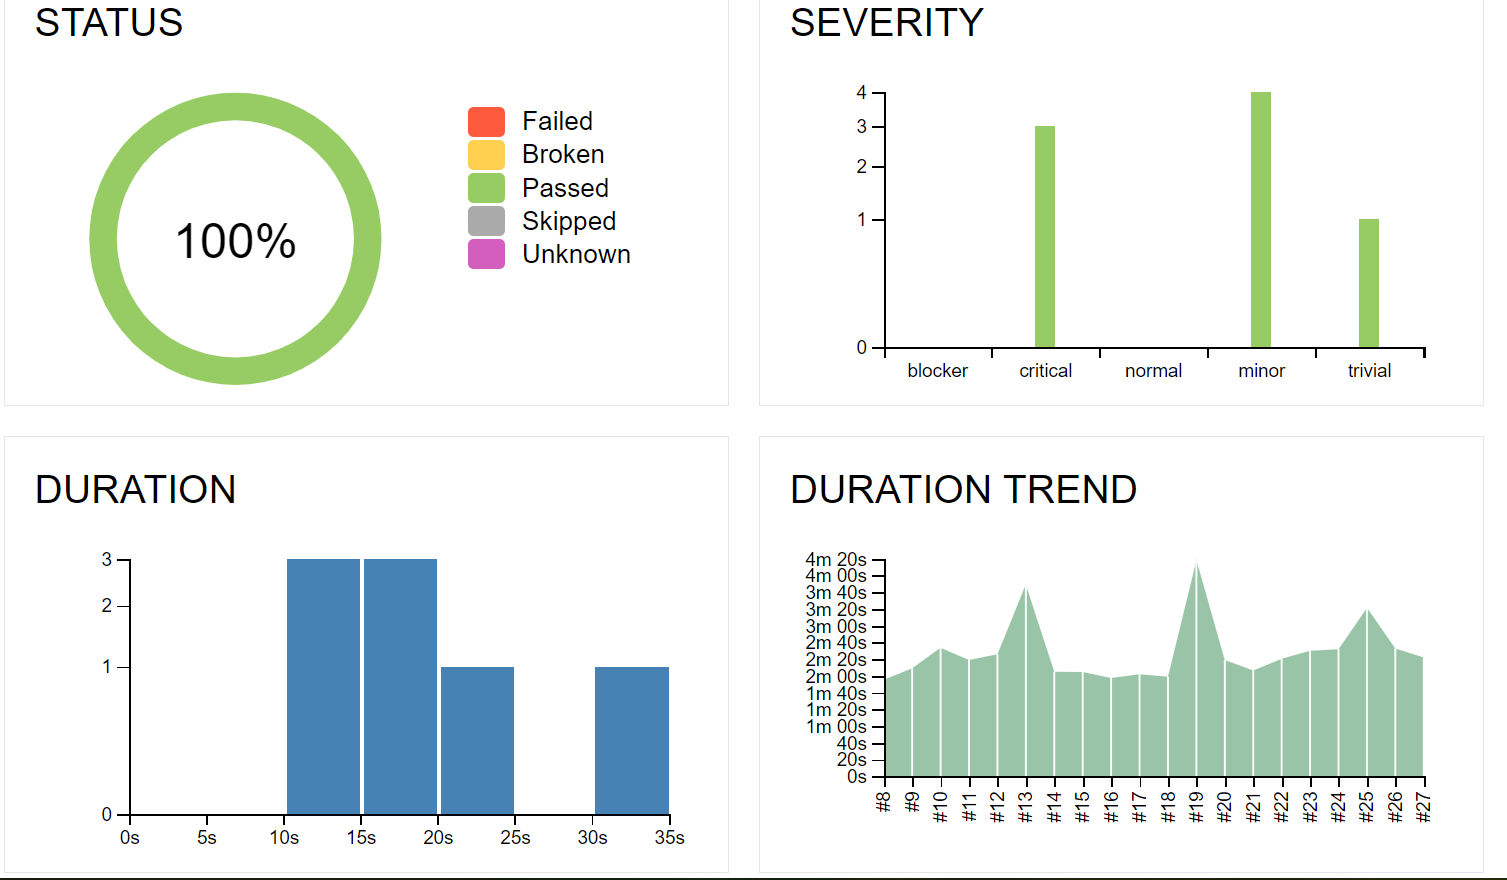 STATUS
100%
Failed
Broken
Passed
Skipped
Unknown
SEVERITY
4
3
2
1
0
blocker critical normal minor trivial
DURATION
3
2
1
0
0s 5s 10s 15s 20s 25s 30s 35s
DURATION TREND
4m 20s
4m 00s
3m 40s
3m 20s
3m 00s
2m 40s
2m 20s
2m 00s
1m 40s
1m 20s
1m 00s
40s
20s
0s
#8 #9 #10 #11 #12 #13 #14 #15 #16 #17 #18 #19 #20 #21 #22 #23 #24 #25 #26 #27